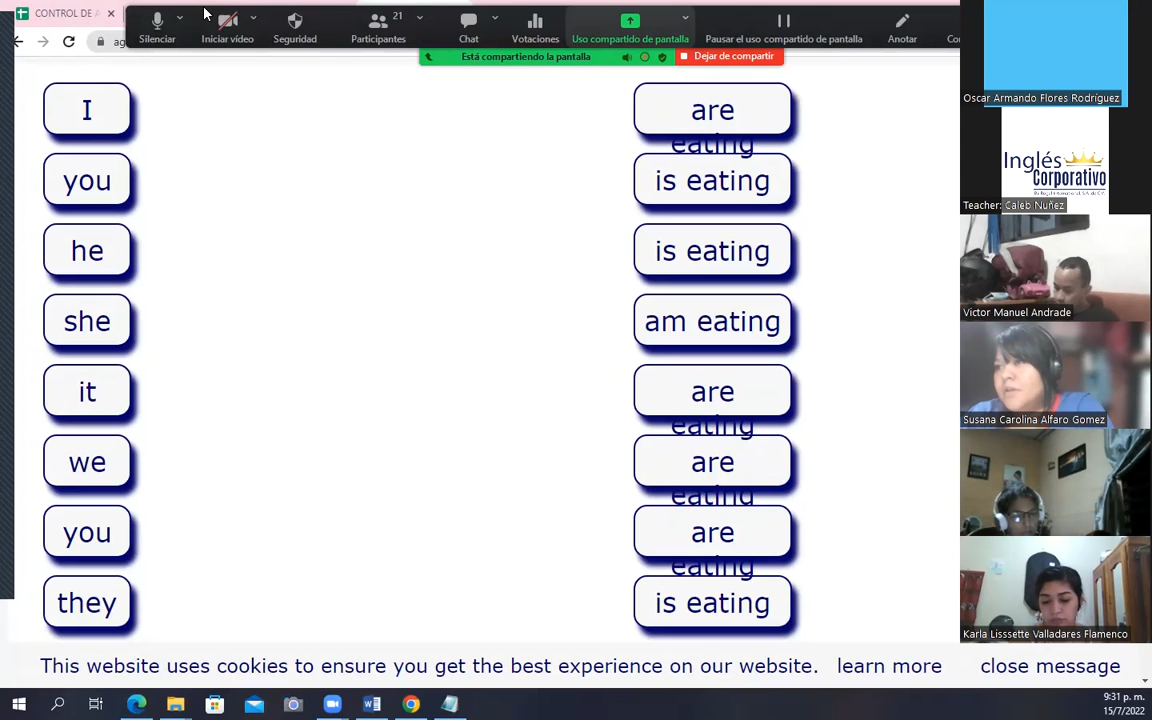 CONTROL DE A
Silenciar
Iniciar vídeo
Seguridad
Participantes
21
Chat
Votaciones
Uso compartido de pantalla
Pausar el uso compartido de pantalla
Anotar
Está compartiendo la pantalla
Dejar de compartir
I
are
eating
you
is eating
he
is eating
she
am eating
it
are
eating
we
are
eating
you
are
eating
they
is eating
This website uses cookies to ensure you get the best experience on our website. learn more close message
Oscar Armando Flores Rodríguez
Inglés
Corporativo
Teacher: Caleb Nuñez
Victor Manuel Andrade
Susana Carolina Alfaro Gomez
Karla Lisssette Valladares Flamenco
9:31 p. m.
15/7/2022